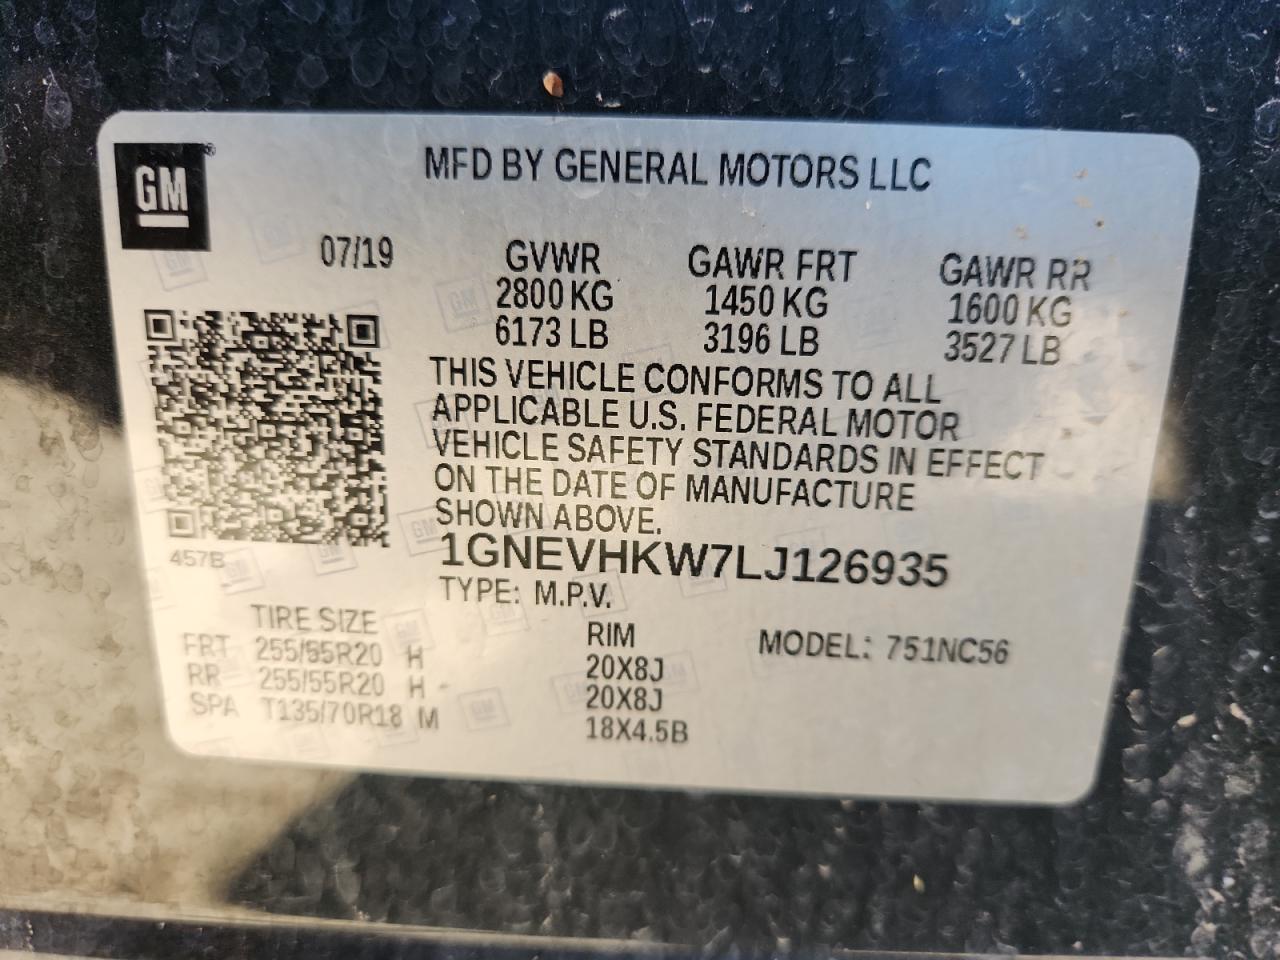 GM
MFD BY GENERAL MOTORS LLC
07/19 GVWR GAWR FRT GAWR RR
2800 KG 1450 KG 1600 KG
6173 LB 3196 LB 3527 LB
THIS VEHICLE CONFORMS TO ALL
APPLICABLE U.S. FEDERAL MOTOR
VEHICLE SAFETY STANDARDS IN EFFECT
ON THE DATE OF MANUFACTURE
SHOWN ABOVE.
457B
1GNEVHKW7LJ126935
TYPE: M.P.V.
TIRE SIZE RIM MODEL: 751NC56
FRT 255/55R20 H 20X8J
RR 255/55R20 H 20X8J
SPA T135/70R18 M 18X4.5B